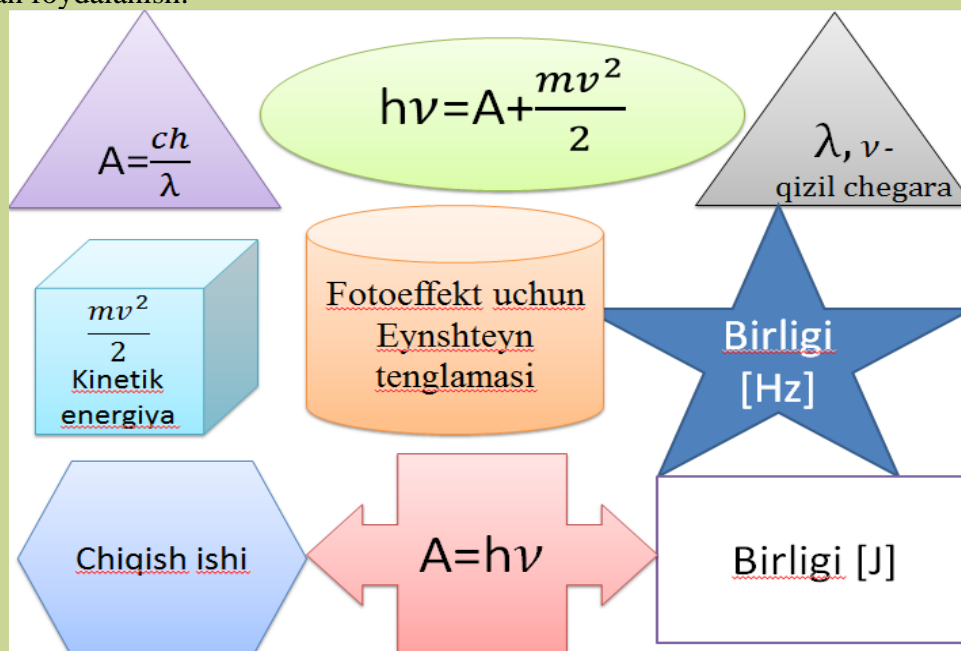 foydalanish.
hν=A+mv²/2
A=ch/λ
λ, ν-
qizil chegara
mv²/2
Kinetik
energiya
Fotoeffekt uchun
Eynshteyn
tenglamasi
Birligi
[Hz]
Chiqish ishi
A=hν
Birligi [J]